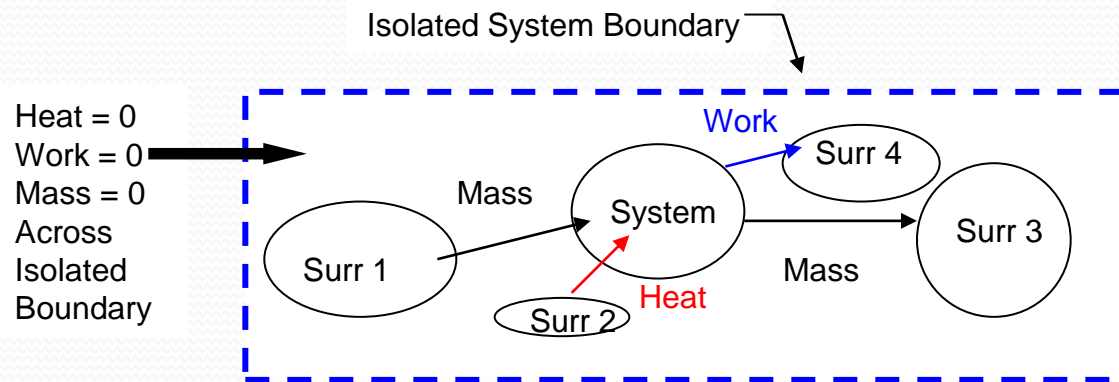 Isolated System Boundary
Heat = 0
Work = 0
Mass = 0
Across
Isolated
Boundary
Work
Surr 4
Mass
System
Surr 3
Surr 1
Mass
Heat
Surr 2